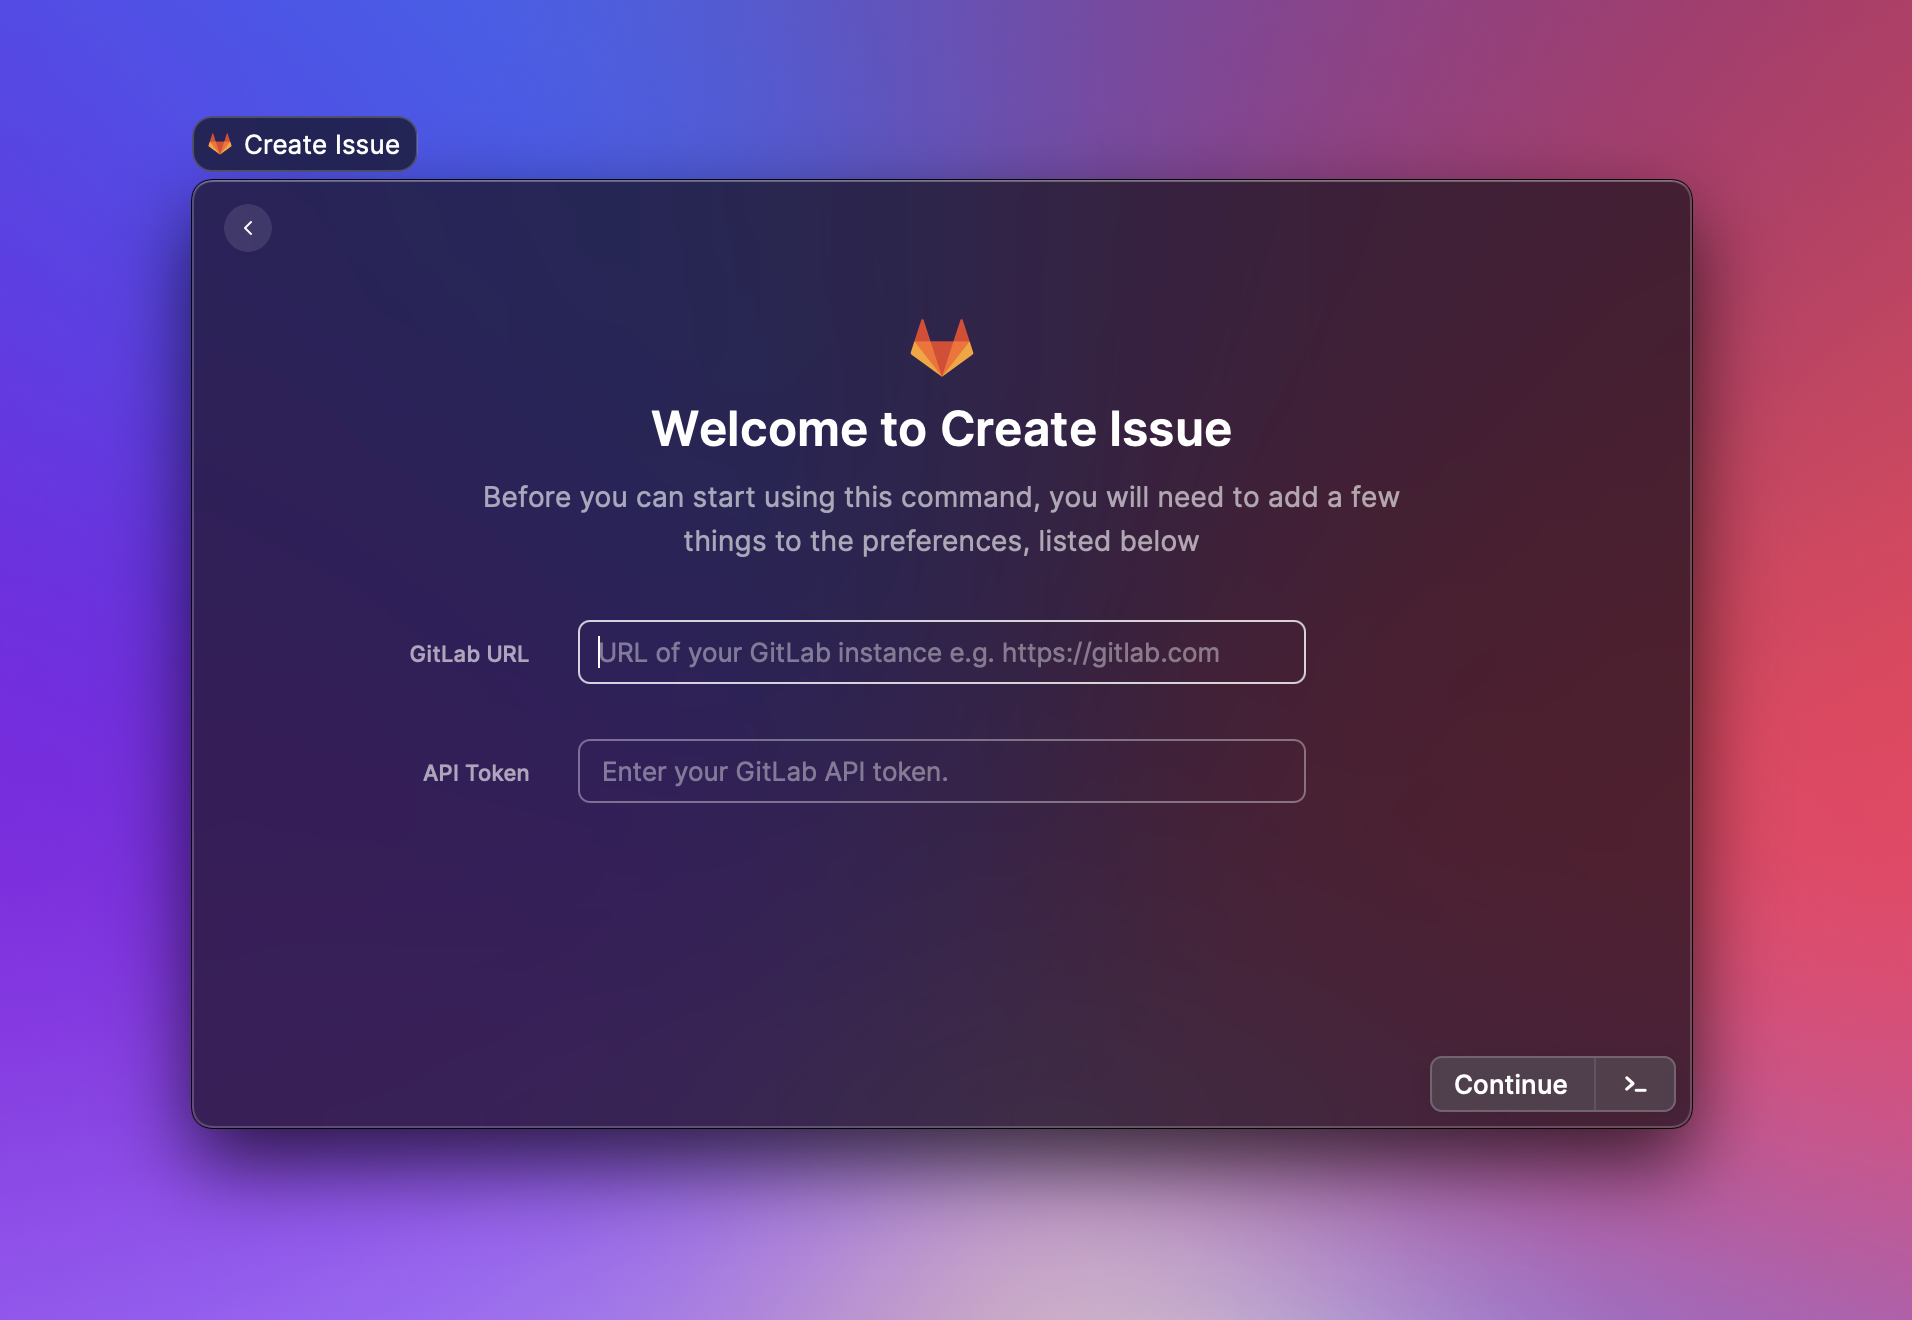 Create Issue
Welcome to Create Issue
Before you can start using this command, you will need to add a few
things to the preferences, listed below
GitLab URL
URL of your GitLab instance e.g. https://gitlab.com
API Token
Enter your GitLab API token.
Continue